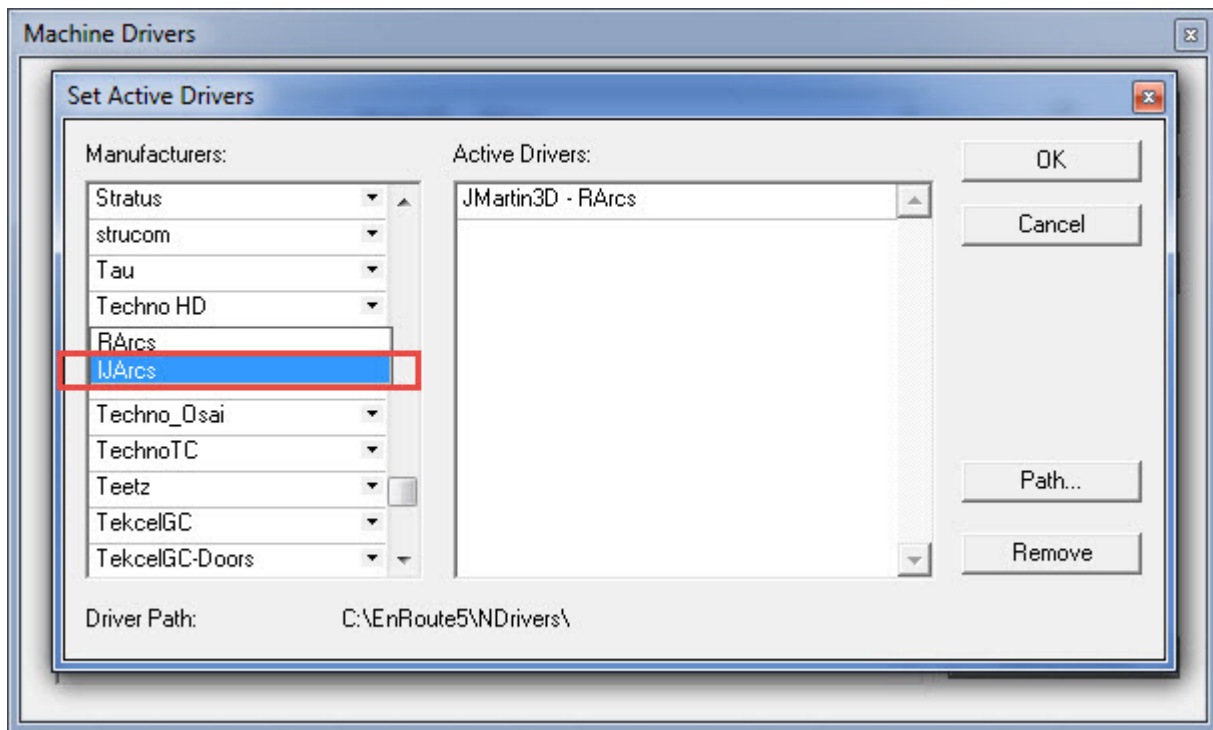 Machine Drivers
Set Active Drivers
Manufacturers:
Active Drivers:
OK
Stratus
JMartin3D - RArcs
strucom
Cancel
Tau
Techno HD
RArcs
IJArcs
Techno_Osai
TechnoTC
Teetz
Path...
TekcelGC
TekcelGC-Doors
Remove
Driver Path:
C:\EnRoute5\NDrivers\